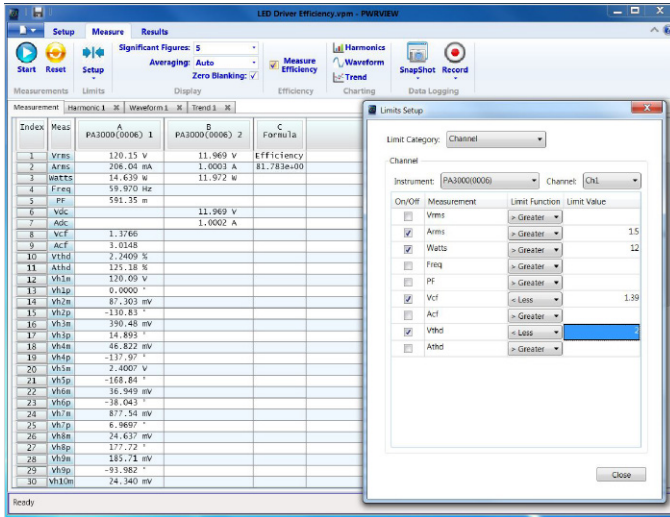 LED Driver Efficiency.vpm - PWRVIEW
Setup Measure Results
Start Reset Setup
Significant Figures: 5
Averaging: Auto
Zero Blanking:
Measure Efficiency
Harmonics
Waveform
Trend
SnapShot Record
Measurements Limits Display Efficiency Charting Data Logging
Measurement Harmonic 1 Waveform 1 Trend 1
Index Meas A PA3000(0006) 1 B PA3000(0006) 2 C Formula
1 Vrms 120.15 V 11.969 V Efficiency
2 Arms 206.04 mA 1.0003 A 81.783e+00
3 Watts 14.639 W 11.972 W
4 Freq 59.970 Hz
5 PF 591.35 m
6 Vdc 11.969 V
7 Adc 1.0002 A
8 Vcf 1.3766
9 Acf 3.0148
10 Vthd 2.2409 %
11 Athd 125.18 %
12 Vh1m 120.09 V
13 Vh1p 0.0000 °
14 Vh2m 87.303 mV
15 Vh2p -130.83 °
16 Vh3m 390.48 mV
17 Vh3p 14.893 °
18 Vh4m 46.822 mV
19 Vh4p -137.97 °
20 Vh5m 2.4007 V
21 Vh5p -168.84 °
22 Vh6m 36.949 mV
23 Vh6p -38.043 °
24 Vh7m 877.54 mV
25 Vh7p 6.9697 °
26 Vh8m 24.637 mV
27 Vh8p 177.72 °
28 Vh9m 185.71 mV
29 Vh9p -93.982 °
30 Vh10m 24.340 mV
Ready
Limits Setup
Limit Category: Channel
Channel
Instrument: PA3000(0006) Channel: Ch1
On/Off Measurement Limit Function Limit Value
Vrms > Greater
Arms > Greater 1.5
Watts > Greater 12
Freq > Greater
PF > Greater
Vcf < Less 1.39
Acf > Greater
Vthd < Less 2
Athd > Greater
Close